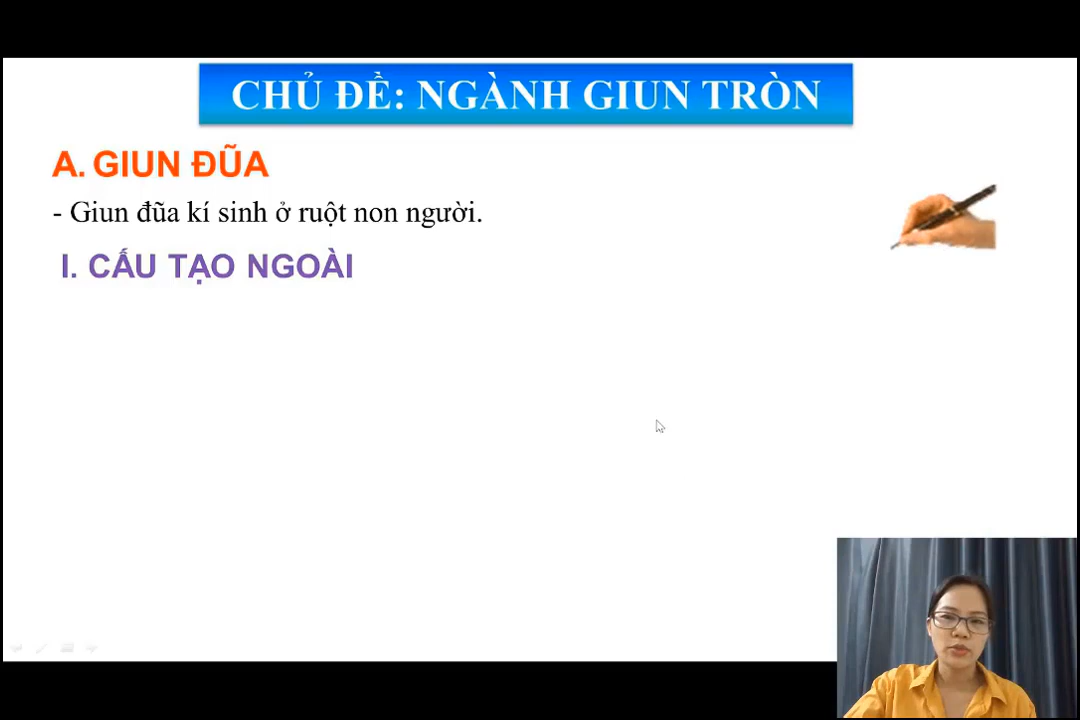 CHỦ ĐỀ: NGÀNH GIUN TRÒN
A. GIUN ĐŨA
- Giun đũa kí sinh ở ruột non người.
I. CẤU TẠO NGOÀI